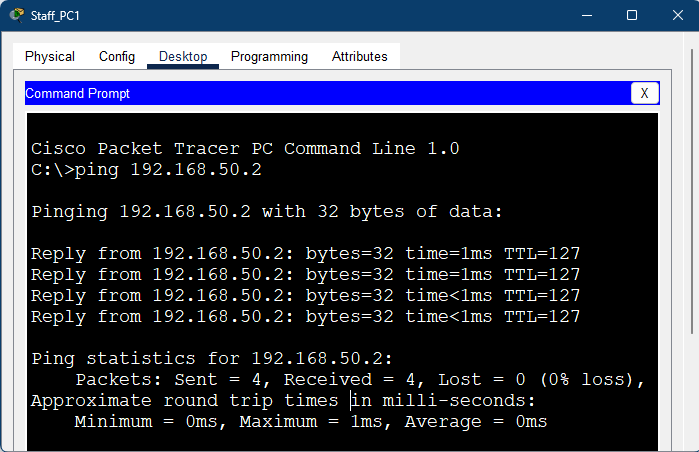 Staff_PC1
Physical Config Desktop Programming Attributes
Command Prompt X
Cisco Packet Tracer PC Command Line 1.0
C:\>ping 192.168.50.2
Pinging 192.168.50.2 with 32 bytes of data:
Reply from 192.168.50.2: bytes=32 time=1ms TTL=127
Reply from 192.168.50.2: bytes=32 time=1ms TTL=127
Reply from 192.168.50.2: bytes=32 time<1ms TTL=127
Reply from 192.168.50.2: bytes=32 time<1ms TTL=127
Ping statistics for 192.168.50.2:
Packets: Sent = 4, Received = 4, Lost = 0 (0% loss),
Approximate round trip times in milli-seconds:
Minimum = 0ms, Maximum = 1ms, Average = 0ms